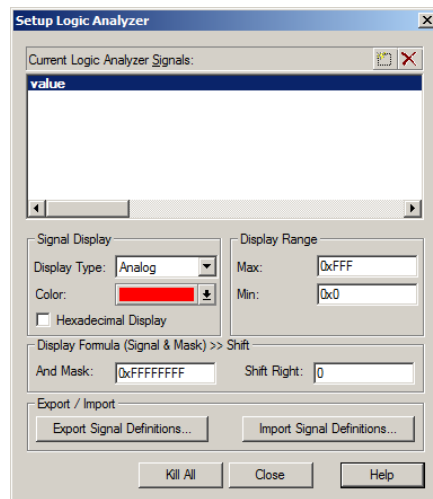 Setup Logic Analyzer
Current Logic Analyzer Signals:
value
Signal Display
Display Range
Display Type: Analog
Max: 0xFFF
Color:
Min: 0x0
Hexadecimal Display
Display Formula (Signal & Mask) >> Shift
And Mask: 0xFFFFFFFF Shift Right: 0
Export / Import
Export Signal Definitions... Import Signal Definitions...
Kill All Close Help